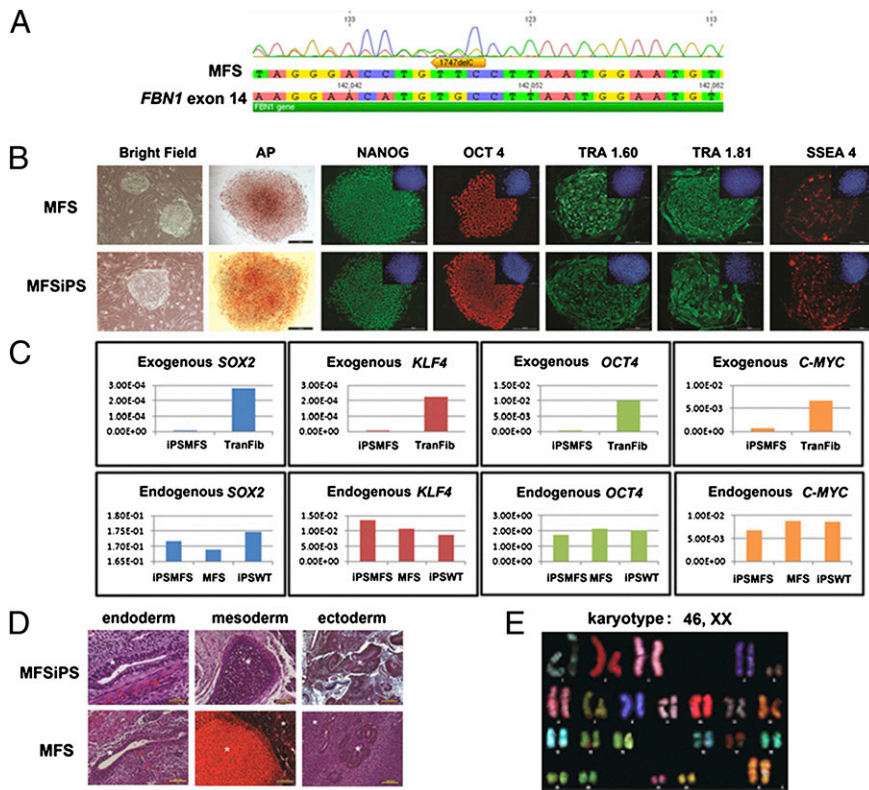 A
133 123 113
1747delC
MFS T A G G G A C C T G T T C C T T A A T G G A A T G T
142,042 142,052 142,062
FBN1 exon 14 A A G G A A C A T G T G C C T T A A T G G A A T G T
FBN1 gene
B
Bright Field AP NANOG OCT 4 TRA 1.60 TRA 1.81 SSEA 4
MFS
MFSiPS
C
Exogenous SOX2
3.00E-04
2.00E-04
1.00E-04
0.00E+00
iPSMFS TranFib
Exogenous KLF4
3.00E-04
2.00E-04
1.00E-04
0.00E+00
iPSMFS TranFib
Exogenous OCT4
1.50E-02
1.00E-02
5.00E-03
0.00E+00
iPSMFS TranFib
Exogenous C-MYC
1.00E-02
5.00E-03
0.00E+00
iPSMFS TranFib
Endogenous SOX2
1.80E-01
1.75E-01
1.70E-01
1.65E-01
iPSMFS MFS iPSWT
Endogenous KLF4
1.50E-02
1.00E-02
5.00E-03
0.00E+00
iPSMFS MFS iPSWT
Endogenous OCT4
3.00E+00
2.00E+00
1.00E+00
0.00E+00
iPSMFS MFS iPSWT
Endogenous C-MYC
1.00E-02
5.00E-03
0.00E+00
iPSMFS MFS iPSWT
D
endoderm mesoderm ectoderm
MFSiPS
MFS
E
karyotype: 46, XX